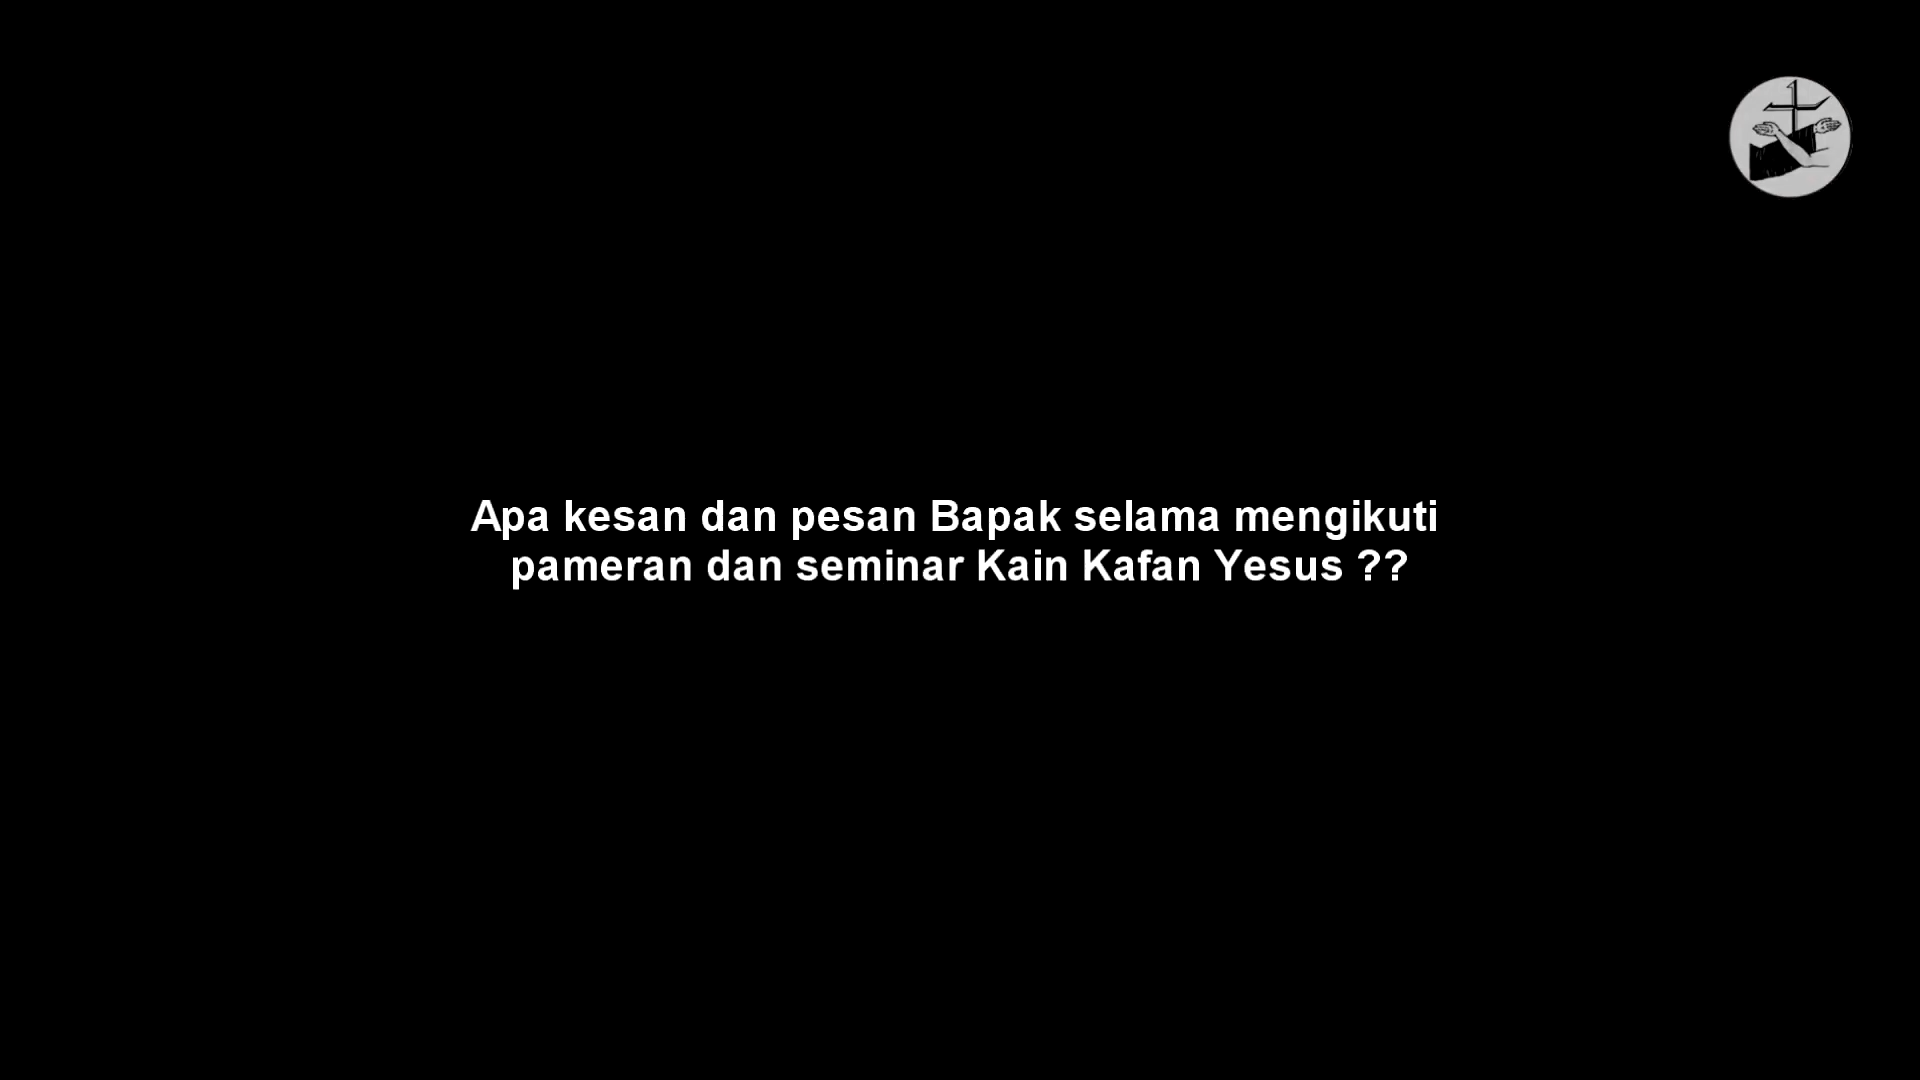 Apa kesan dan pesan Bapak selama mengikuti
pameran dan seminar Kain Kafan Yesus ??